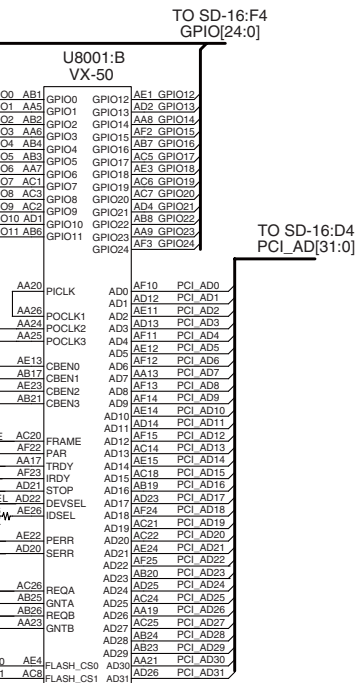 TO SD-16:F4
GPIO[24:0]
U8001:B
VX-50
AB1 GPIO0 GPIO12 AE1 GPIO12
AA5 GPIO1 GPIO13 AD2 GPIO13
AB2 GPIO2 GPIO14 AA8 GPIO14
AA6 GPIO3 GPIO15 AF2 GPIO15
AB4 GPIO4 GPIO16 AB7 GPIO16
AB3 GPIO5 GPIO17 AC5 GPIO17
AA7 GPIO6 GPIO18 AE3 GPIO18
AC1 GPIO7 GPIO19 AC6 GPIO19
AC3 GPIO8 GPIO20 AC7 GPIO20
AC2 GPIO9 GPIO21 AD4 GPIO21
IO10 AD1 GPIO10 GPIO22 AB8 GPIO22
IO11 AB6 GPIO11 GPIO23 AA9 GPIO23
GPIO24 AF3 GPIO24
TO SD-16:D4
PCI_AD[31:0]
AA20 PICLK AD0 AF10 PCI_AD0
AD1 AD12 PCI_AD1
AA26 POCLK1 AD2 AE11 PCI_AD2
AA24 POCLK2 AD3 AD13 PCI_AD3
AA25 POCLK3 AD4 AF11 PCI_AD4
AD5 AE12 PCI_AD5
AE13 CBEN0 AD6 AF12 PCI_AD6
AB17 CBEN1 AD7 AA13 PCI_AD7
AE23 CBEN2 AD8 AF13 PCI_AD8
AB21 CBEN3 AD9 AF14 PCI_AD9
AD10 AE14 PCI_AD10
AD11 AD14 PCI_AD11
AC20 FRAME AD12 AF15 PCI_AD12
AF22 PAR AD13 AC14 PCI_AD13
AA17 TRDY AD14 AE15 PCI_AD14
AF23 IRDY AD15 AC18 PCI_AD15
AD21 STOP AD16 AB19 PCI_AD16
EL AD22 DEVSEL AD17 AD23 PCI_AD17
AE26 IDSEL AD18 AF24 PCI_AD18
AD19 AC21 PCI_AD19
AE22 PERR AD20 AC22 PCI_AD20
AD20 SERR AD21 AE24 PCI_AD21
AD22 AF25 PCI_AD22
AD23 AB20 PCI_AD23
AC26 REQA AD24 AD25 PCI_AD24
AB25 GNTA AD25 AC24 PCI_AD25
AB26 REQB AD26 AA19 PCI_AD26
AA23 GNTB AD27 AC25 PCI_AD27
AD28 AB24 PCI_AD28
AD29 AB23 PCI_AD29
AE4 FLASH_CS0 AD30 AA21 PCI_AD30
AC8 FLASH_CS1 AD31 AD26 PCI_AD31